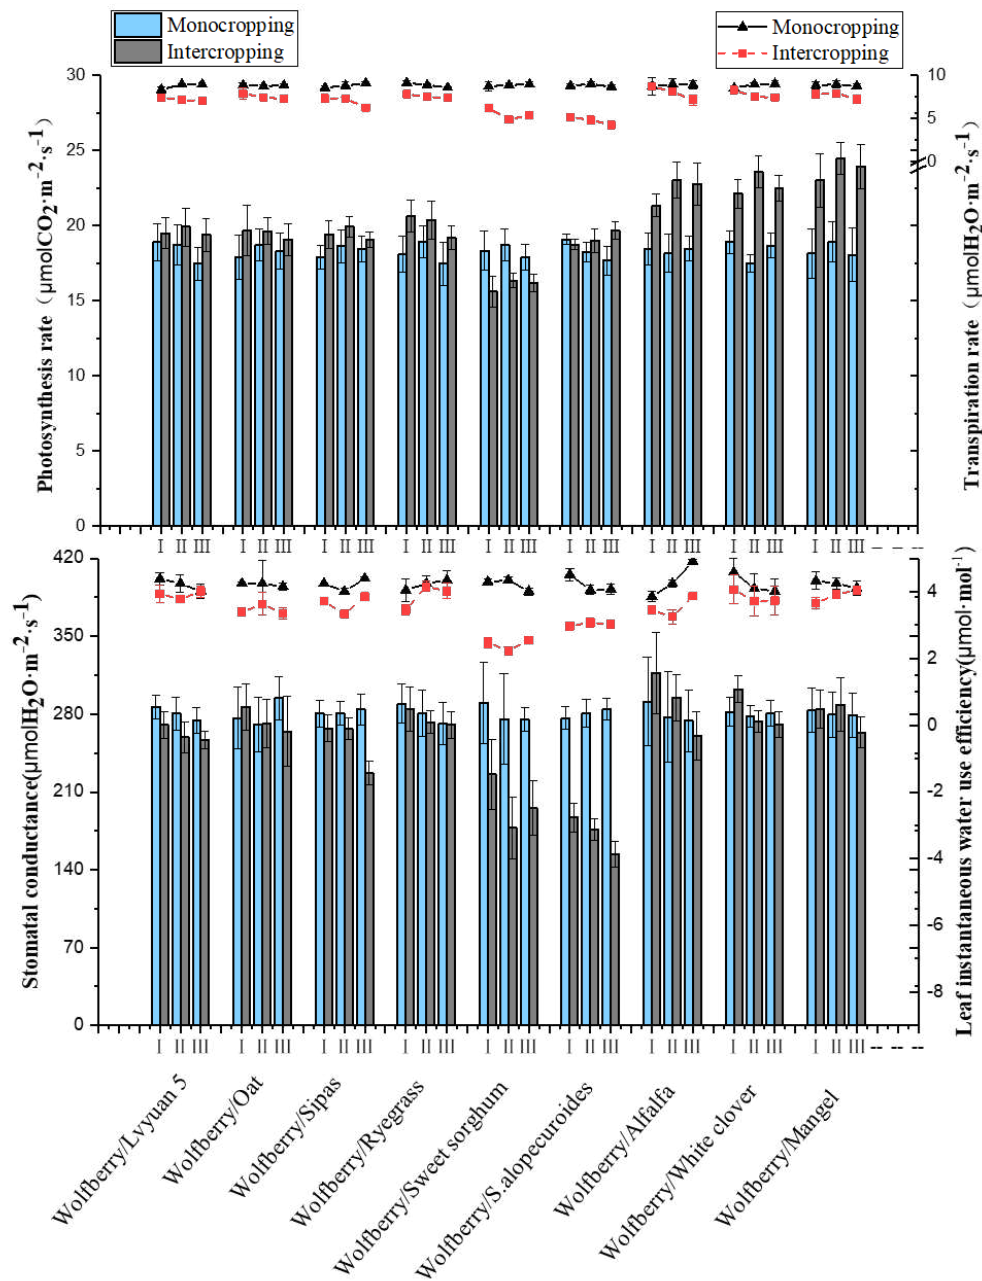 Monocropping
Intercropping
Monocropping
Intercropping
Photosynthesis rate（μmolCO₂·m⁻²·s⁻¹）
30
25
20
15
10
5
0
10
5
0
Transpiration rate（μmolH₂O·m⁻²·s⁻¹）
I II III I II III I II III I II III I II III I II III I II III I II III I II III
Stomatal conductance(μmolH₂O·m⁻²·s⁻¹)
420
350
280
210
140
70
0
4
2
0
-2
-4
-6
-8
Leaf instantaneous water use efficiency(μmol·mol⁻¹)
I II III I II III I II III I II III I II III I II III I II III I II III I II III
Wolfberry/Lvyuan 5
Wolfberry/Oat
Wolfberry/Sipas
Wolfberry/Ryegrass
Wolfberry/Sweet sorghum
Wolfberry/S.alopecuroides
Wolfberry/Alfalfa
Wolfberry/White clover
Wolfberry/Mangel